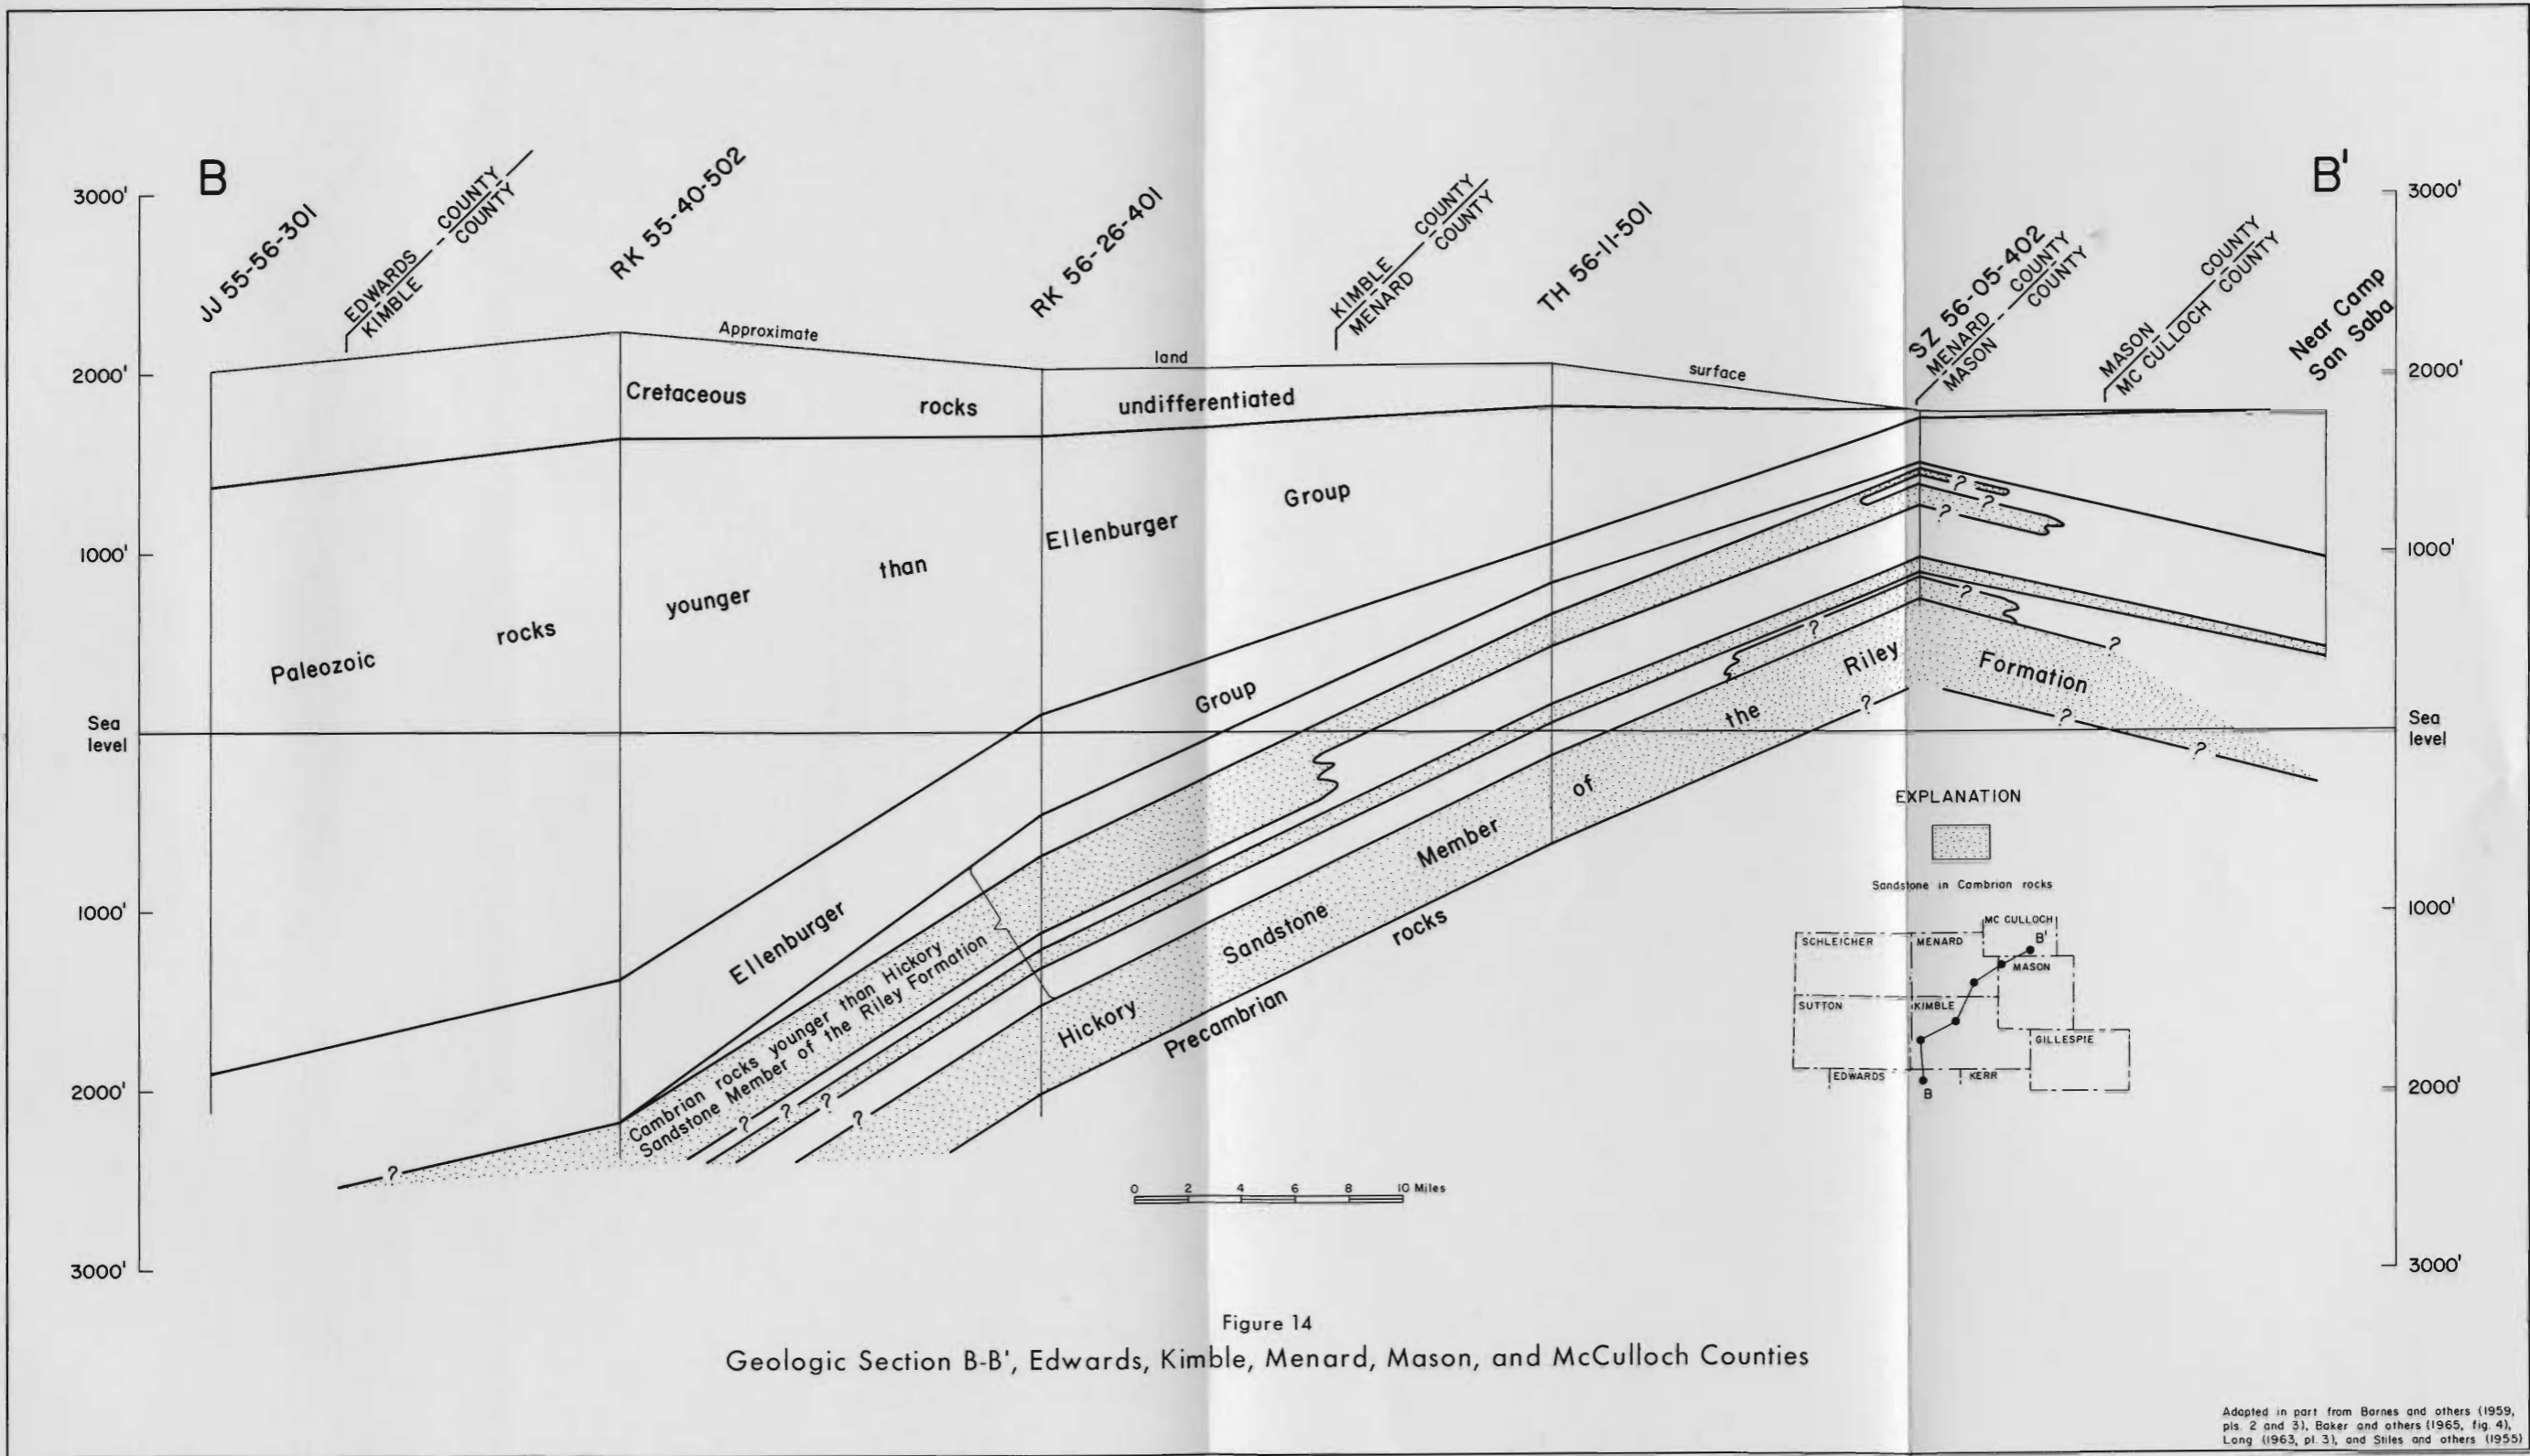 B
B'
3000'
3000'
JJ 55-56-301
EDWARDS COUNTY
KIMBLE COUNTY
RK 55-40-502
RK 56-26-401
KIMBLE COUNTY
MENARD COUNTY
TH 56-11-501
SZ 56-05-402
MENARD COUNTY
MASON COUNTY
MASON COUNTY
MC CULLOCH COUNTY
Near Camp
San Saba
2000'
2000'
Approximate land surface
Cretaceous rocks undifferentiated
Ellenburger Group
1000'
1000'
Paleozoic rocks younger than
Ellenburger Group
Sea
level
Sea
level
Cambrian rocks younger than Hickory
Sandstone Member of the Riley Formation
Hickory Sandstone Member of the Riley Formation
Precambrian rocks
? ? ? ? ?
? ? ?
? ? ?
? ? ? ? ?
1000'
1000'
2000'
2000'
3000'
3000'
EXPLANATION
Sandstone in Cambrian rocks
MC CULLOCH
SCHLEICHER
MENARD
B'
MASON
SUTTON
KIMBLE
GILLESPIE
EDWARDS
KERR
B
0 2 4 6 8 10 Miles
Figure 14
Geologic Section B-B', Edwards, Kimble, Menard, Mason, and McCulloch Counties
Adapted in part from Barnes and others (1959,
pls. 2 and 3), Baker and others (1965, fig. 4),
Long (1963, pl. 3), and Stiles and others (1955)